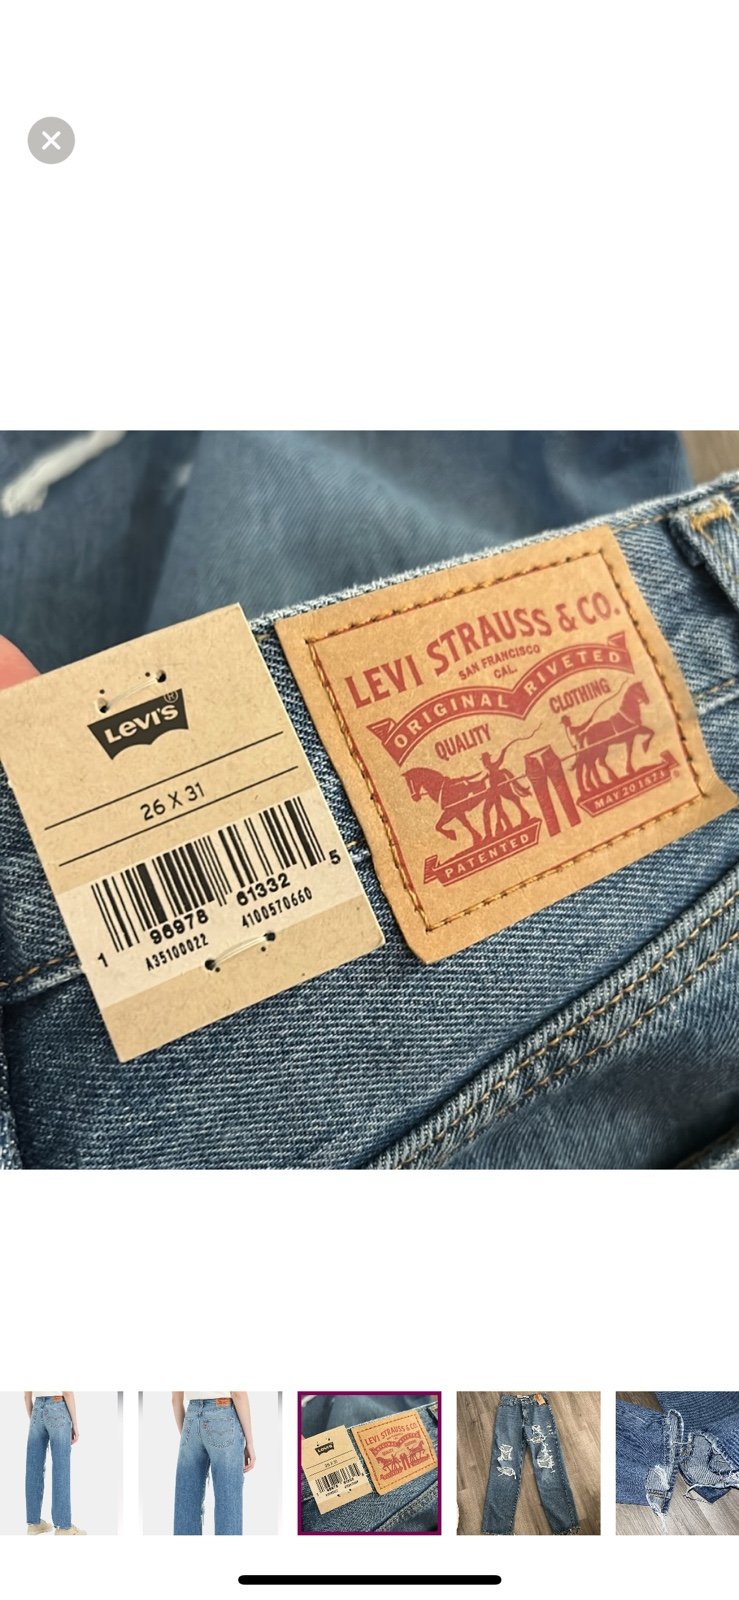 LEVI'S®
26 X 31
1 96978 61332 5
A35100022 4100570660
LEVI STRAUSS & CO.
SAN FRANCISCO
CAL.
ORIGINAL RIVETED
QUALITY CLOTHING
PATENTED MAY 20 1873
®